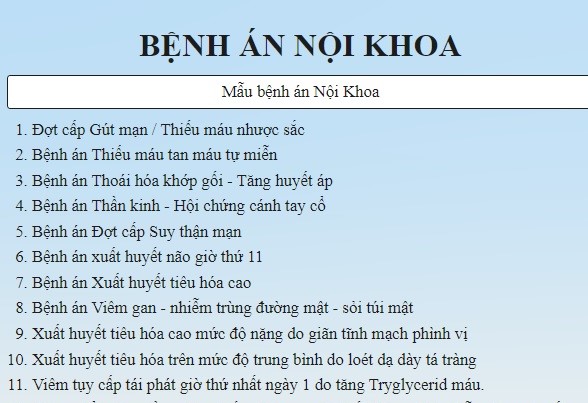 BỆNH ÁN NỘI KHOA
Mẫu bệnh án Nội Khoa
1. Đợt cấp Gút mạn / Thiếu máu nhược sắc
2. Bệnh án Thiếu máu tan máu tự miễn
3. Bệnh án Thoái hóa khớp gối - Tăng huyết áp
4. Bệnh án Thần kinh - Hội chứng cánh tay cổ
5. Bệnh án Đợt cấp Suy thận mạn
6. Bệnh án xuất huyết não giờ thứ 11
7. Bệnh án Xuất huyết tiêu hóa cao
8. Bệnh án Viêm gan - nhiễm trùng đường mật - sỏi túi mật
9. Xuất huyết tiêu hóa cao mức độ nặng do giãn tĩnh mạch phình vị
10. Xuất huyết tiêu hóa trên mức độ trung bình do loét dạ dày tá tràng
11. Viêm tụy cấp tái phát giờ thứ nhất ngày 1 do tăng Tryglycerid máu.